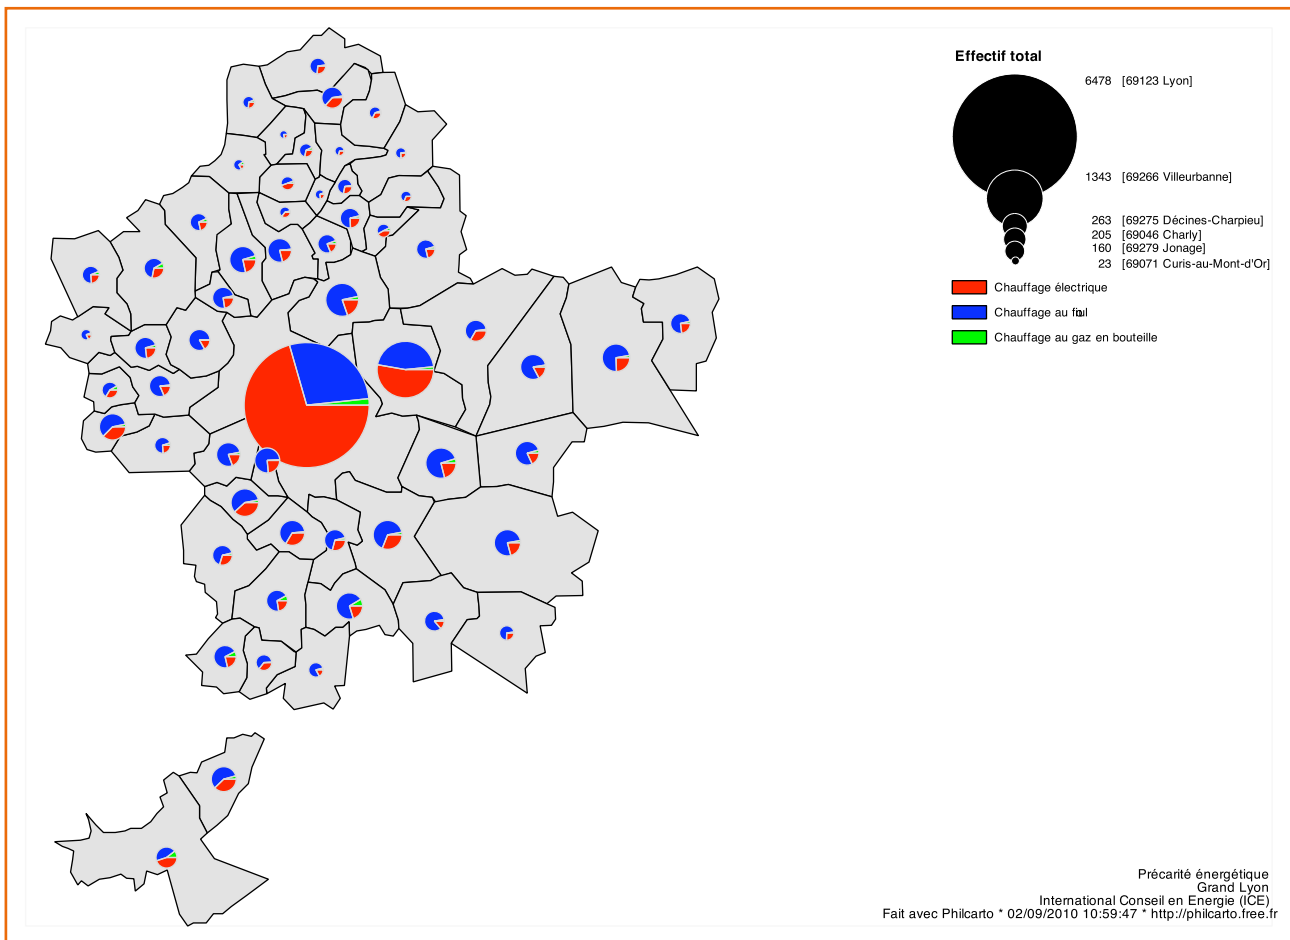 Effectif total
6478 [69123 Lyon]
1343 [69266 Villeurbanne]
263 [69275 Décines-Charpieu]
205 [69046 Charly]
160 [69279 Jonage]
23 [69071 Curis-au-Mont-d'Or]
Chauffage électrique
Chauffage au
Chauffage au gaz en bouteille
Précarité énergétique
Grand Lyon
International Conseil en Energie (ICE)
Fait avec Philcarto * 02/09/2010 10:59:47 * http://philcarto.free.fr